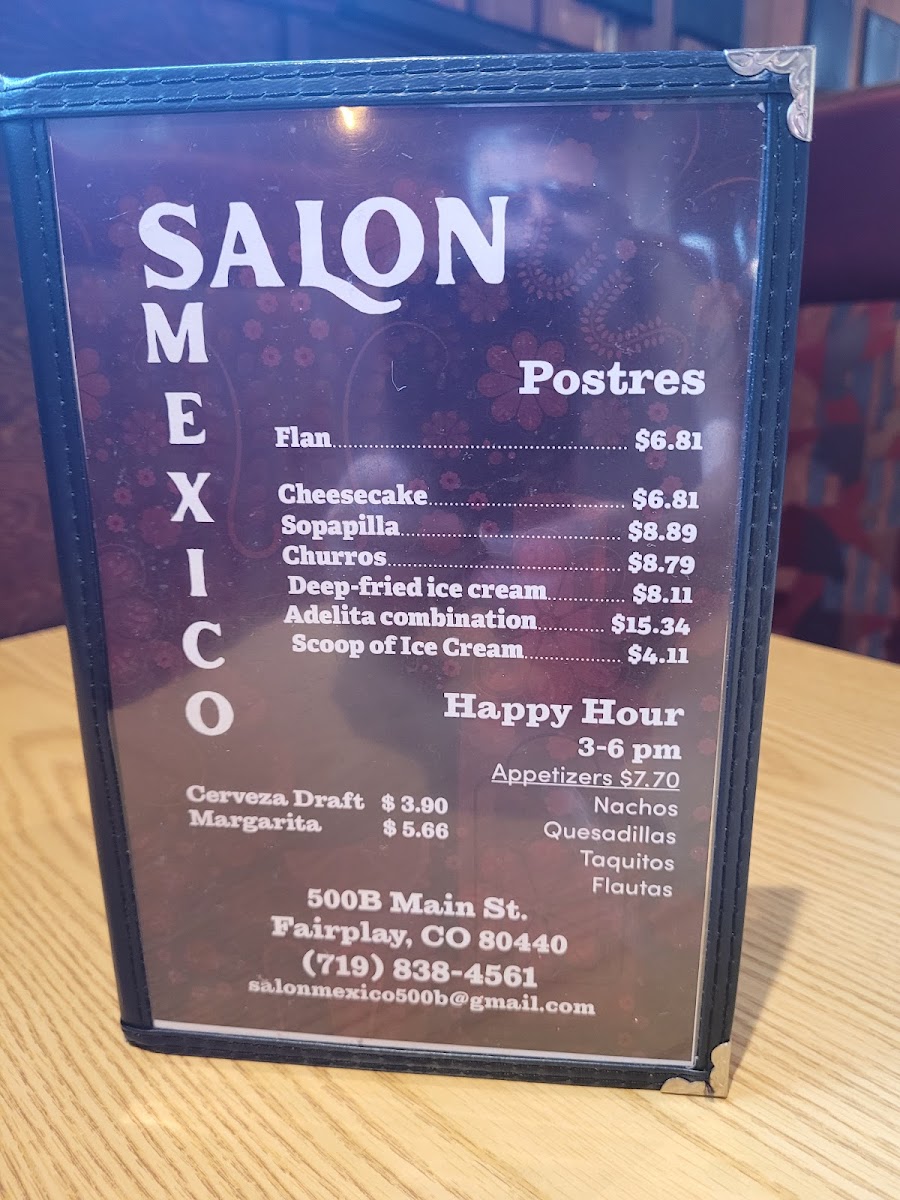 SALON
MEXICO
Postres
Flan............................................................ $6.81
Cheesecake........................................ $6.81
Sopapilla............................................. $8.89
Churros................................................ $8.79
Deep-fried ice cream................ $8.11
Adelita combination.............. $15.34
Scoop of Ice Cream.................... $4.11
Happy Hour
3-6 pm
Appetizers $7.70
Nachos
Quesadillas
Taquitos
Flautas
Cerveza Draft $ 3.90
Margarita $ 5.66
500B Main St.
Fairplay, CO 80440
(719) 838-4561
salonmexico500b@gmail.com